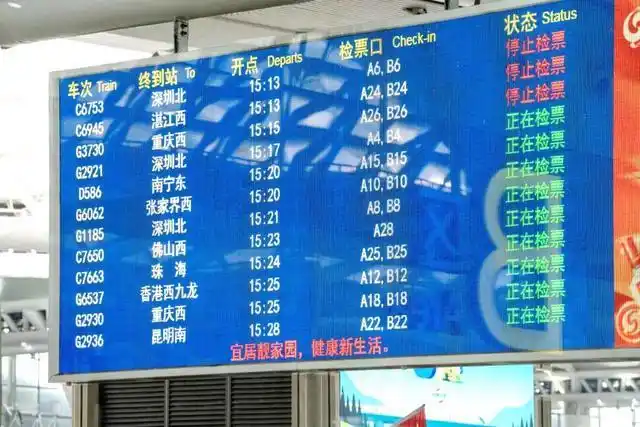 车次 Train 终到站 To 开点 Departs 检票口 Check-in 状态 Status
C6753 深圳北 15:13 A6, B6 停止检票
C6945 湛江西 15:13 A24, B24 停止检票
G3730 重庆西 15:15 A26, B26 停止检票
G2921 深圳北 15:17 A4, B4 正在检票
D586 南宁东 15:20 A15, B15 正在检票
G6062 张家界西 15:20 A10, B10 正在检票
G1185 深圳北 15:21 A8, B8 正在检票
C7650 佛山西 15:23 A28 正在检票
C7663 珠 海 15:24 A25, B25 正在检票
G6537 香港西九龙 15:25 A12, B12 正在检票
G2930 重庆西 15:25 A18, B18 正在检票
G2936 昆明南 15:28 A22, B22 正在检票
宜居靓家园，健康新生活。